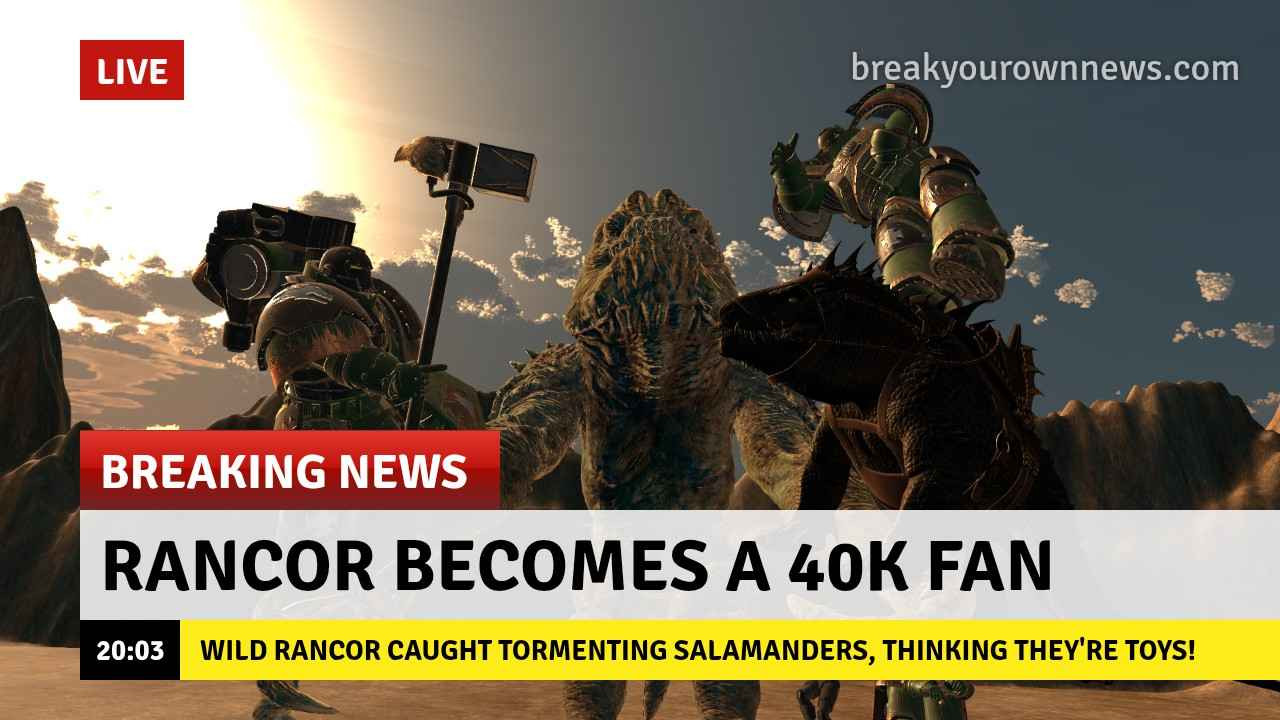 LIVE
breakyourownnews.com
BREAKING NEWS
RANCOR BECOMES A 40K FAN
20:03
WILD RANCOR CAUGHT TORMENTING SALAMANDERS, THINKING THEY'RE TOYS!